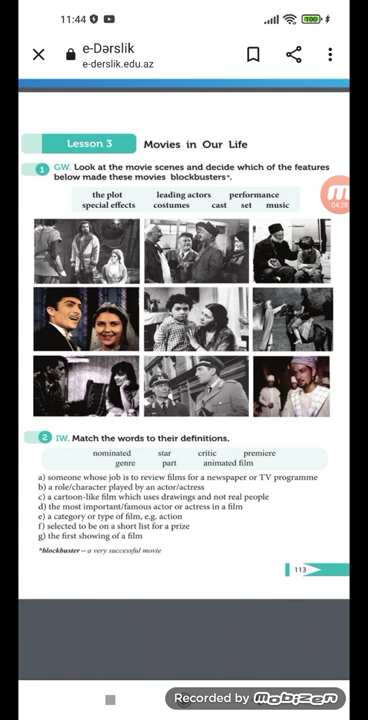 11:44
100
e-Dərslik
e-derslik.edu.az
Lesson 3 Movies in Our Life
1 GW. Look at the movie scenes and decide which of the features
below made these movies blockbusters*.
the plot leading actors performance
special effects costumes cast set music
04:28
2 IW. Match the words to their definitions.
nominated star critic premiere
genre part animated film
a) someone whose job is to review films for a newspaper or TV programme
b) a role/character played by an actor/actress
c) a cartoon-like film which uses drawings and not real people
d) the most important/famous actor or actress in a film
e) a category or type of film, e.g. action
f) selected to be on a short list for a prize
g) the first showing of a film
*blockbuster – a very successful movie
113
Recorded by mobizen